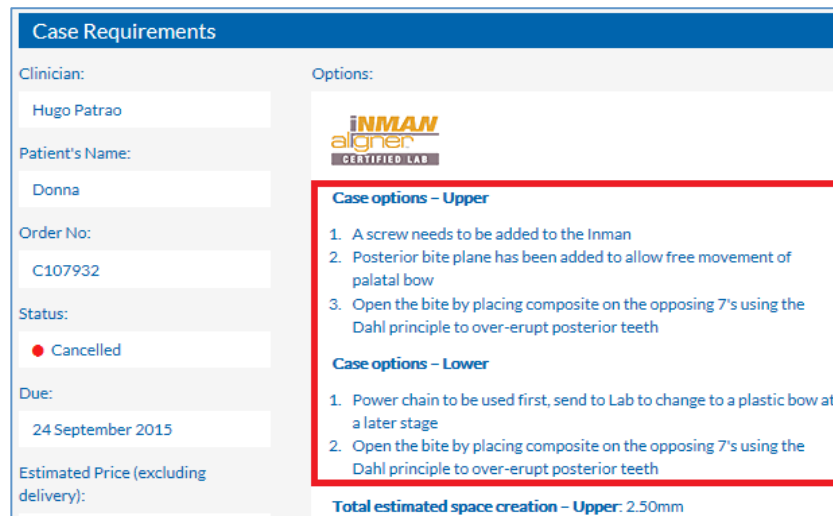 Case Requirements
Clinician:
Hugo Patrao
Patient's Name:
Donna
Order No:
C107932
Status:
Cancelled
Due:
24 September 2015
Estimated Price (excluding
delivery):
Options:
iNMAN
aligner
CERTIFIED LAB
Case options – Upper
1. A screw needs to be added to the Inman
2. Posterior bite plane has been added to allow free movement of
palatal bow
3. Open the bite by placing composite on the opposing 7's using the
Dahl principle to over-erupt posterior teeth
Case options – Lower
1. Power chain to be used first, send to Lab to change to a plastic bow at
a later stage
2. Open the bite by placing composite on the opposing 7's using the
Dahl principle to over-erupt posterior teeth
Total estimated space creation – Upper: 2.50mm